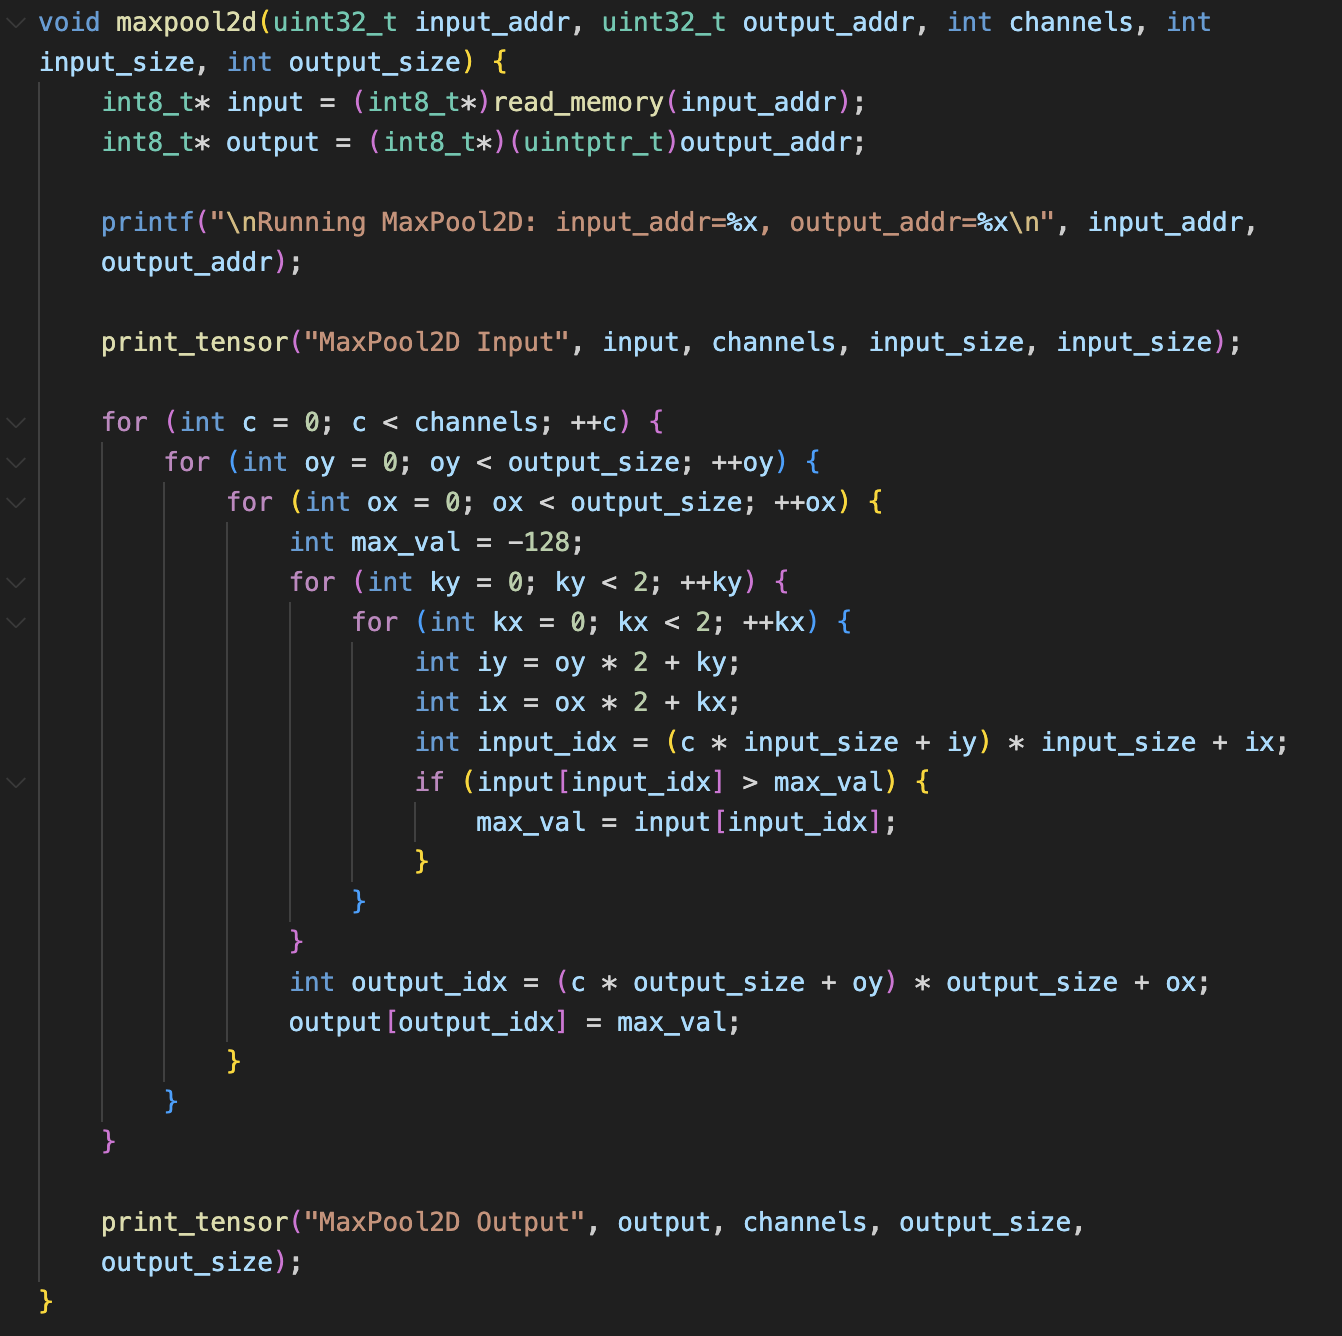 void maxpool2d(uint32_t input_addr, uint32_t output_addr, int channels, int
input_size, int output_size) {
    int8_t* input = (int8_t*)read_memory(input_addr);
    int8_t* output = (int8_t*)(uintptr_t)output_addr;

    printf("\nRunning MaxPool2D: input_addr=%x, output_addr=%x\n", input_addr,
    output_addr);

    print_tensor("MaxPool2D Input", input, channels, input_size, input_size);

    for (int c = 0; c < channels; ++c) {
        for (int oy = 0; oy < output_size; ++oy) {
            for (int ox = 0; ox < output_size; ++ox) {
                int max_val = -128;
                for (int ky = 0; ky < 2; ++ky) {
                    for (int kx = 0; kx < 2; ++kx) {
                        int iy = oy * 2 + ky;
                        int ix = ox * 2 + kx;
                        int input_idx = (c * input_size + iy) * input_size + ix;
                        if (input[input_idx] > max_val) {
                            max_val = input[input_idx];
                        }
                    }
                }
                int output_idx = (c * output_size + oy) * output_size + ox;
                output[output_idx] = max_val;
            }
        }
    }

    print_tensor("MaxPool2D Output", output, channels, output_size,
    output_size);
}